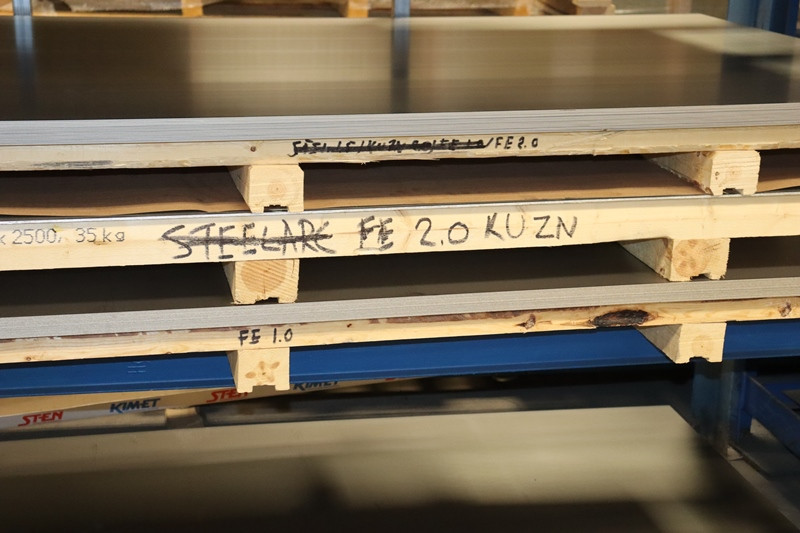 FE 2.0
x 2500, 35 kg
STEELARC FE 2.0 KUZN
FE 1.0
STEN KIMET